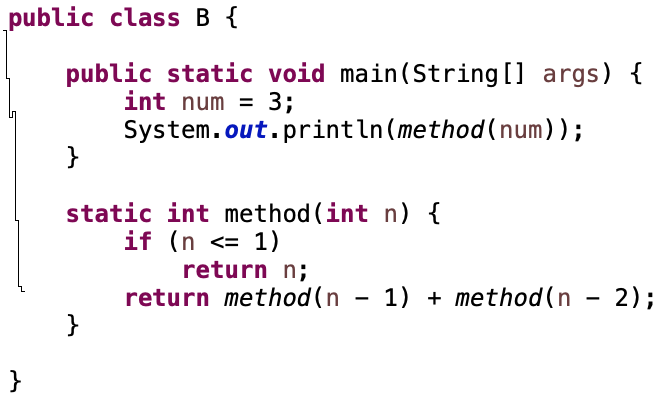 public class B {
public static void main(String[] args) {
int num = 3;
System.out.println(method(num));
}
static int method(int n) {
if (n <= 1)
return n;
return method(n - 1) + method(n - 2);
}
}